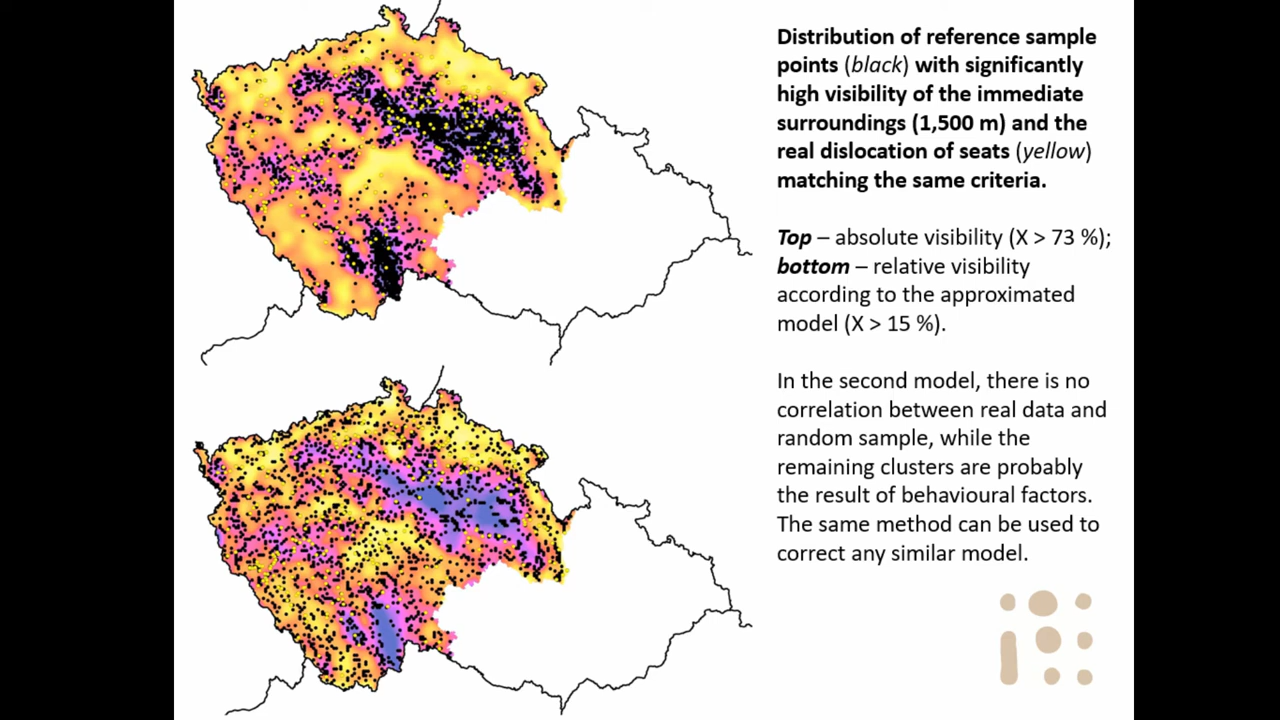 Distribution of reference sample
points (black) with significantly
high visibility of the immediate
surroundings (1,500 m) and the
real dislocation of seats (yellow)
matching the same criteria.
Top – absolute visibility (X > 73 %);
bottom – relative visibility
according to the approximated
model (X > 15 %).
In the second model, there is no
correlation between real data and
random sample, while the
remaining clusters are probably
the result of behavioural factors.
The same method can be used to
correct any similar model.